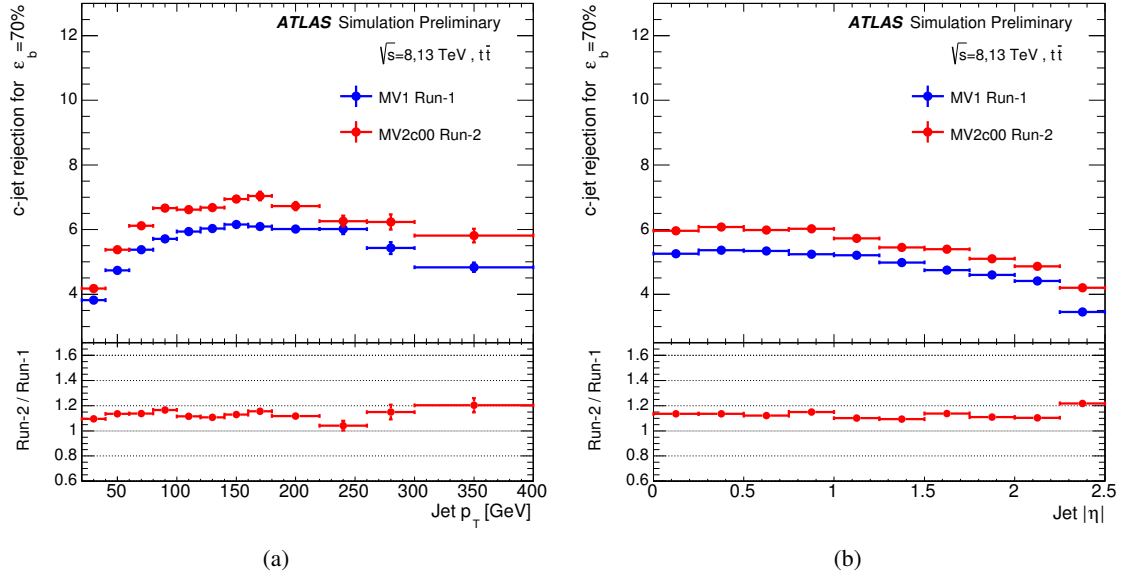 ATLAS Simulation Preliminary
√s=8,13 TeV , tt̄
MV1 Run-1
MV2c00 Run-2
c-jet rejection for ε_b=70%
12
10
8
6
4
Run-2 / Run-1
1.6
1.4
1.2
1
0.8
0.6
50 100 150 200 250 300 350 400
Jet p_T [GeV]
(a)
ATLAS Simulation Preliminary
√s=8,13 TeV , tt̄
MV1 Run-1
MV2c00 Run-2
c-jet rejection for ε_b=70%
12
10
8
6
4
Run-2 / Run-1
1.6
1.4
1.2
1
0.8
0.6
0 0.5 1 1.5 2 2.5
Jet |η|
(b)